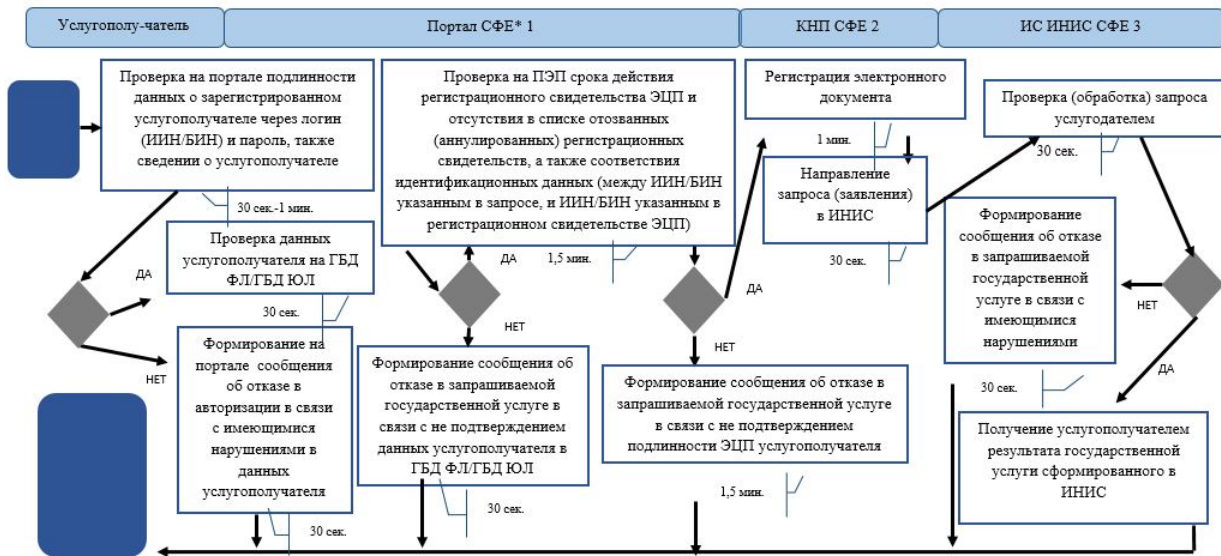 Услугополу-чатель
Портал СФЕ* 1
КНП СФЕ 2
ИС ИНИС СФЕ 3
Проверка на портале подлинности
данных о зарегистрированном
услугополучателе через логин
(ИИН/БИН) и пароль, также
сведении о услугополучателе
30 сек.-1 мин.
Проверка данных
услугополучателя на ГБД
ФЛ/ГБД ЮЛ
30 сек.
ДА
НЕТ
Формирование на
портале сообщения
об отказе в
авторизации в связи
с имеющимися
нарушениями в
данных
услугополучателя
30 сек.
Проверка на ПЭП срока действия
регистрационного свидетельства ЭЦП и
отсутствия в списке отозванных
(аннулированных) регистрационных
свидетельств, а также соответствия
идентификационных данных (между ИИН/БИН
указанным в запросе, и ИИН/БИН указанным в
регистрационном свидетельстве ЭЦП)
1,5 мин.
ДА
НЕТ
Формирование сообщения об
отказе в запрашиваемой
государственной услуге в
связи с не подтверждением
данных услугополучателя в
ГБД ФЛ/ГБД ЮЛ
30 сек.
ДА
НЕТ
Формирование сообщения об отказе в
запрашиваемой государственной услуге
в связи с не подтверждением
подлинности ЭЦП услугополучателя
1,5 мин.
Регистрация электронного
документа
1 мин.
Направление
запроса (заявления)
в ИНИС
30 сек.
Проверка (обработка) запроса
услугодателем
30 сек.
Формирование
сообщения об отказе
в запрашиваемой
государственной
услуге в связи с
имеющимися
нарушениями
НЕТ
ДА
30 сек.
Получение услугополучателем
результата государственной
услуги сформированного в
ИНИС